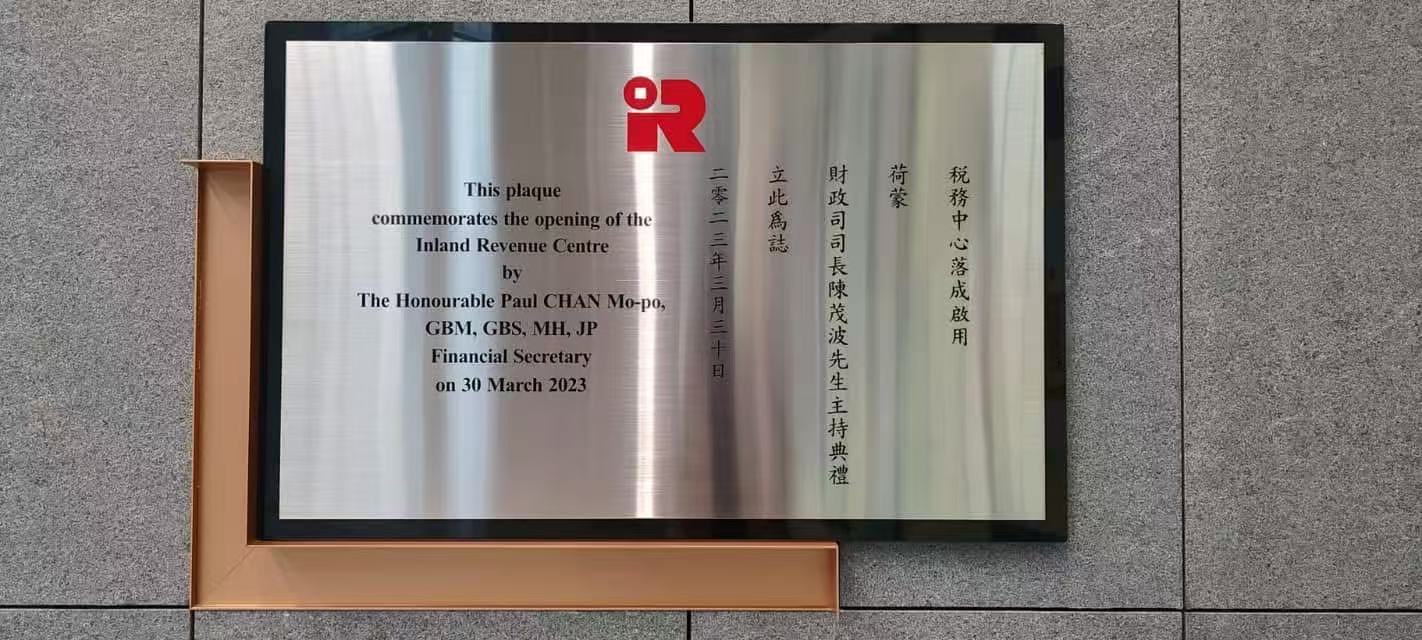 This plaque
commemorates the opening of the
Inland Revenue Centre
by
The Honourable Paul CHAN Mo-po,
GBM, GBS, MH, JP
Financial Secretary
on 30 March 2023
税務中心落成啟用
荷蒙
財政司司長陳茂波先生主持典禮
立此爲誌
二零二三年三月三十日